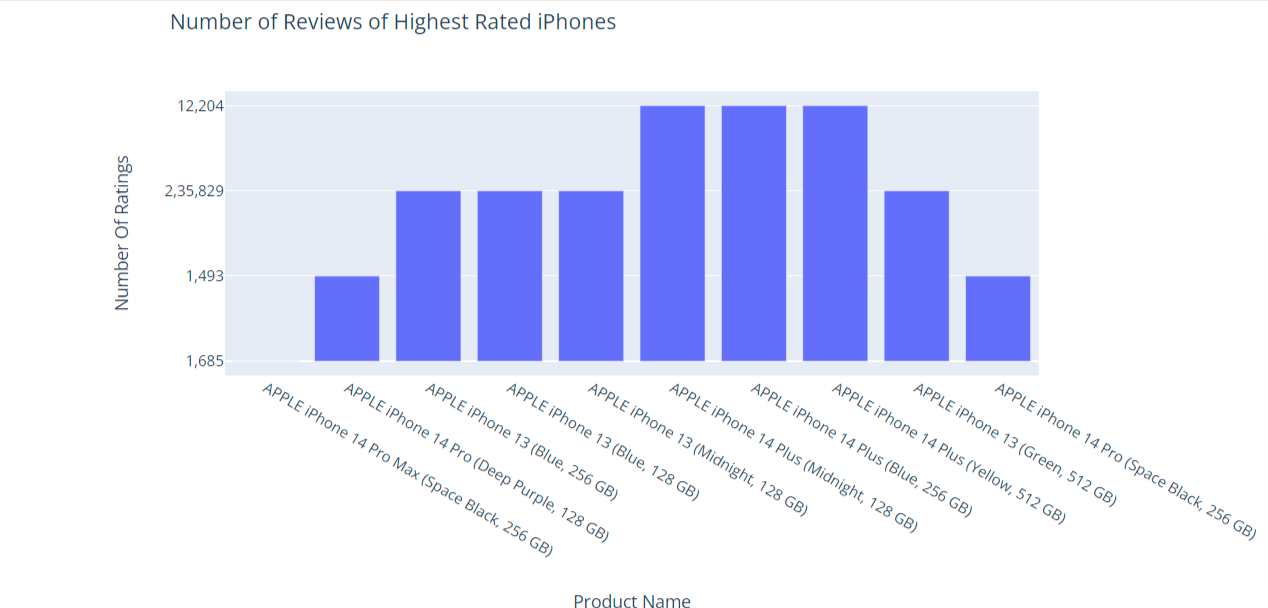 Number of Reviews of Highest Rated iPhones
12,204
2,35,829
1,493
1,685
Number Of Ratings
APPLE iPhone 14 Pro Max (Space Black, 256 GB)
APPLE iPhone 14 Pro (Deep Purple, 128 GB)
APPLE iPhone 13 (Blue, 256 GB)
APPLE iPhone 13 (Blue, 128 GB)
APPLE iPhone 13 (Midnight, 128 GB)
APPLE iPhone 14 Plus (Midnight, 128 GB)
APPLE iPhone 14 Plus (Blue, 256 GB)
APPLE iPhone 14 Plus (Yellow, 512 GB)
APPLE iPhone 13 (Green, 512 GB)
APPLE iPhone 14 Pro (Space Black, 256 GB)
Product Name